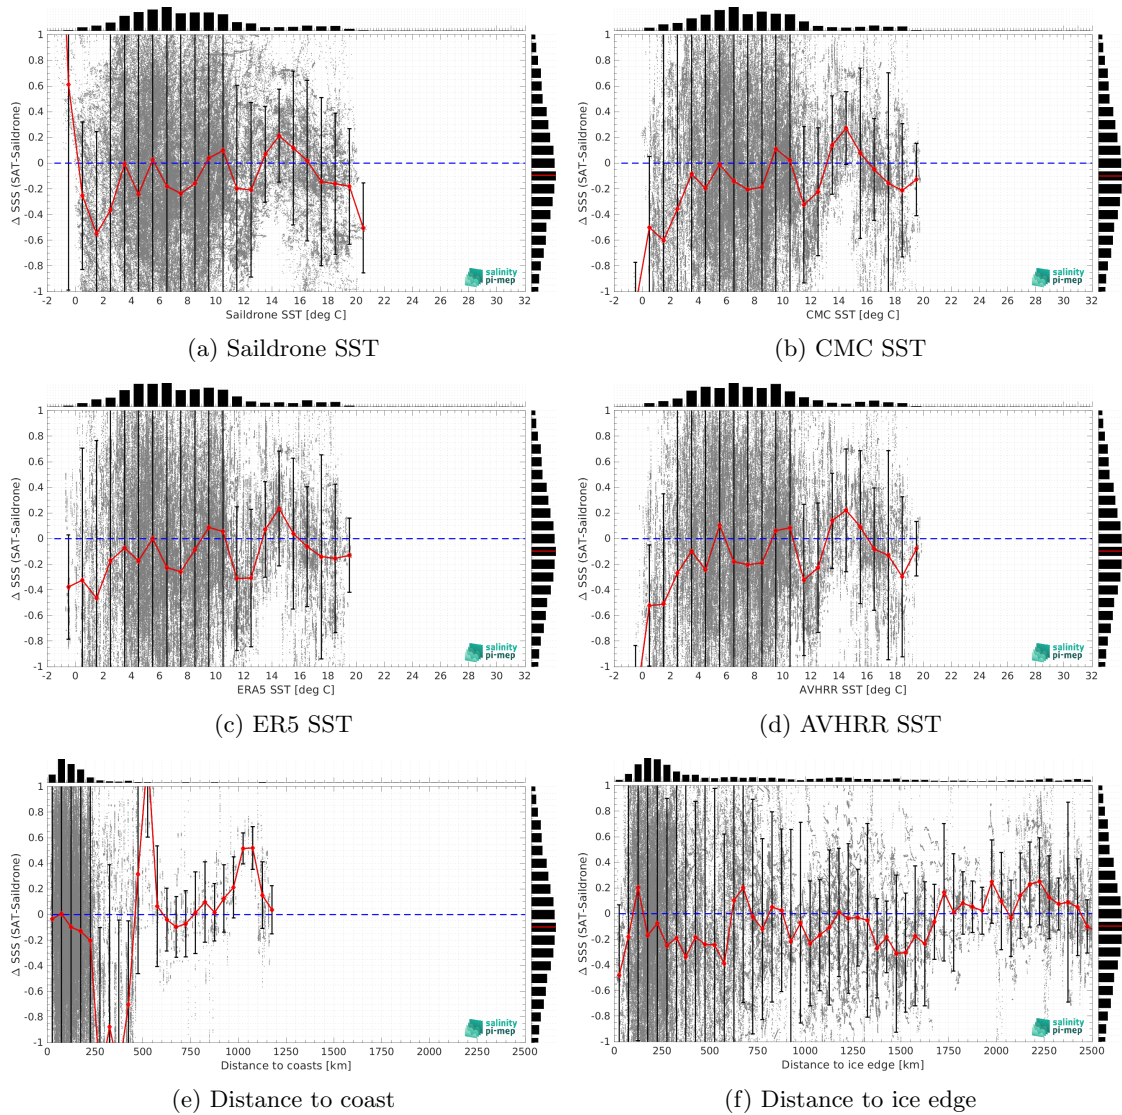 1
0.8
0.6
0.4
0.2
0
-0.2
-0.4
-0.6
-0.8
-1
Δ SSS (SAT-Saildrone)
salinity
pi-mep
-2 0 2 4 6 8 10 12 14 16 18 20 22 24 26 28 30 32
Saildrone SST [deg C]
(a) Saildrone SST
1
0.8
0.6
0.4
0.2
0
-0.2
-0.4
-0.6
-0.8
-1
Δ SSS (SAT-Saildrone)
salinity
pi-mep
-2 0 2 4 6 8 10 12 14 16 18 20 22 24 26 28 30 32
CMC SST [deg C]
(b) CMC SST
1
0.8
0.6
0.4
0.2
0
-0.2
-0.4
-0.6
-0.8
-1
Δ SSS (SAT-Saildrone)
salinity
pi-mep
-2 0 2 4 6 8 10 12 14 16 18 20 22 24 26 28 30 32
ERA5 SST [deg C]
(c) ER5 SST
1
0.8
0.6
0.4
0.2
0
-0.2
-0.4
-0.6
-0.8
-1
Δ SSS (SAT-Saildrone)
salinity
pi-mep
-2 0 2 4 6 8 10 12 14 16 18 20 22 24 26 28 30 32
AVHRR SST [deg C]
(d) AVHRR SST
1
0.8
0.6
0.4
0.2
0
-0.2
-0.4
-0.6
-0.8
-1
Δ SSS (SAT-Saildrone)
salinity
pi-mep
0 250 500 750 1000 1250 1500 1750 2000 2250 2500
Distance to coasts [km]
(e) Distance to coast
1
0.8
0.6
0.4
0.2
0
-0.2
-0.4
-0.6
-0.8
-1
Δ SSS (SAT-Saildrone)
salinity
pi-mep
0 250 500 750 1000 1250 1500 1750 2000 2250 2500
Distance to ice edge [km]
(f) Distance to ice edge